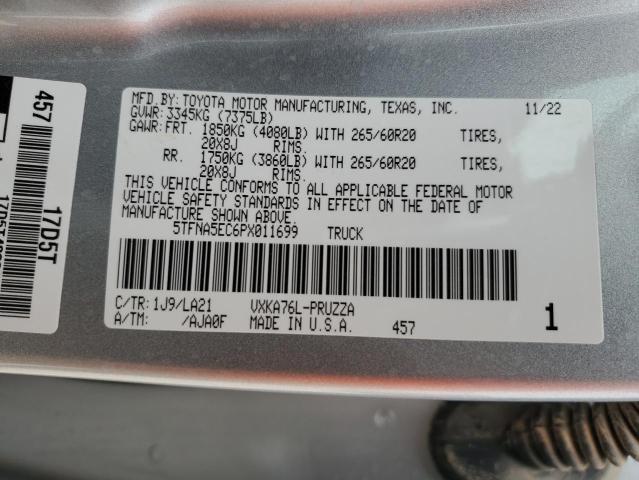 MFD.BY:TOYOTA MOTOR MANUFACTURING, TEXAS, INC. 11/22
GVWR:3345KG (7375LB)
GAWR:FRT. 1850KG (4080LB) WITH 265/60R20 TIRES,
20X8J RIMS.
RR. 1750KG (3860LB) WITH 265/60R20 TIRES,
20X8J RIMS.
THIS VEHICLE CONFORMS TO ALL APPLICABLE FEDERAL MOTOR
VEHICLE SAFETY STANDARDS IN EFFECT ON THE DATE OF
MANUFACTURE SHOWN ABOVE.
5TFNA5EC6PX011699 TRUCK
C/TR:1J9/LA21 VXKA76L-PRUZZA
A/TM: /AJA0F MADE IN U.S.A. 457
1
457
17D5T